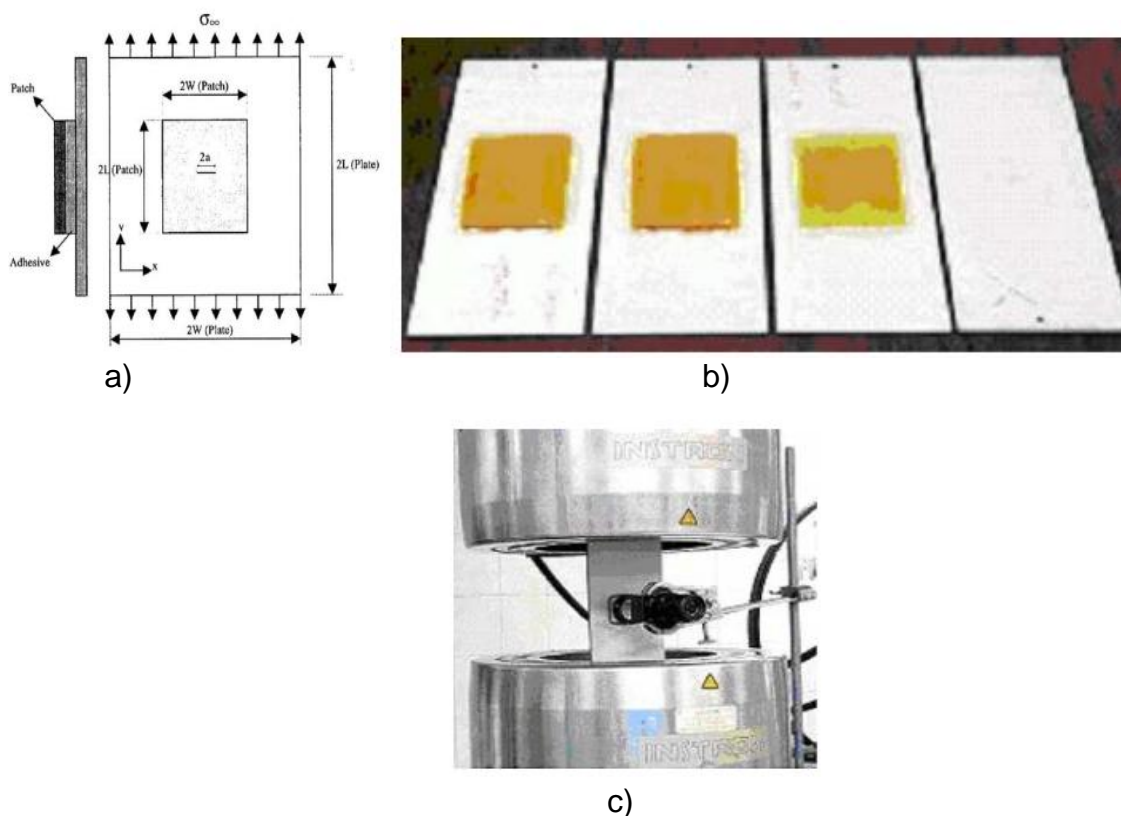 σ∞
2W (Patch)
Patch
2a
2L (Patch)
2L (Plate)
Adhesive
y
x
2W (Plate)
a)
b)
INSTRON
INSTRON
c)